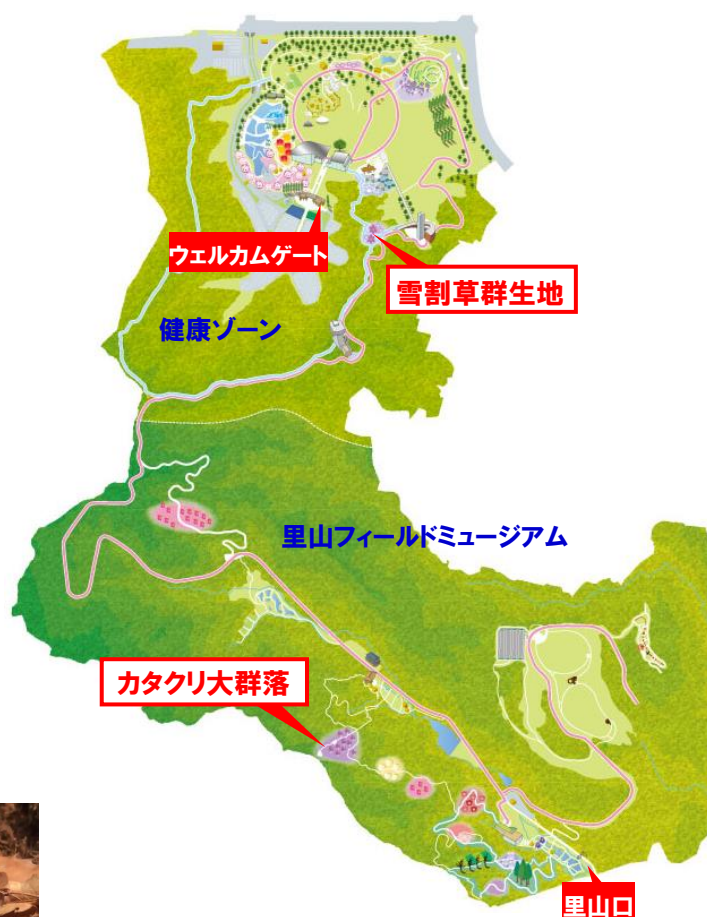 ウェルカムゲート
雪割草群生地
健康ゾーン
里山フィールドミュージアム
カタクリ大群落
里山口